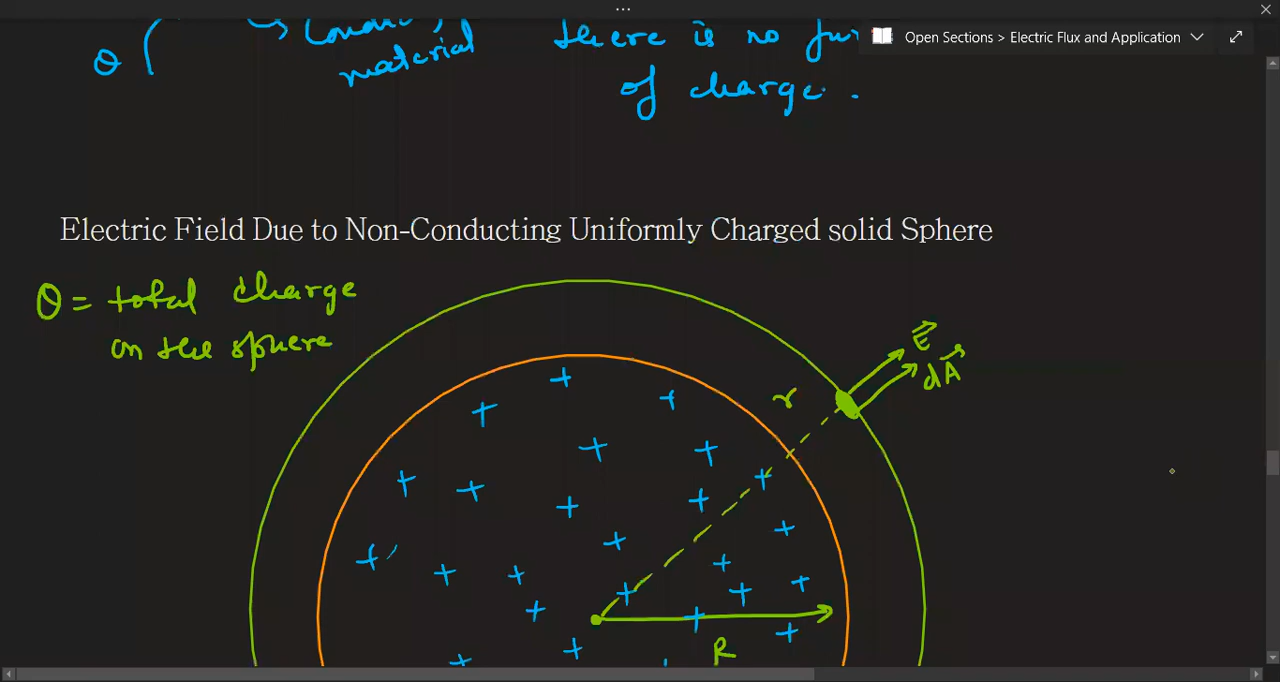 ...
Open Sections > Electric Flux and Application
there is no
θ material
of charge.
Electric Field Due to Non-Conducting Uniformly Charged solid Sphere
Q = total charge
on the sphere
E
dA
r
R